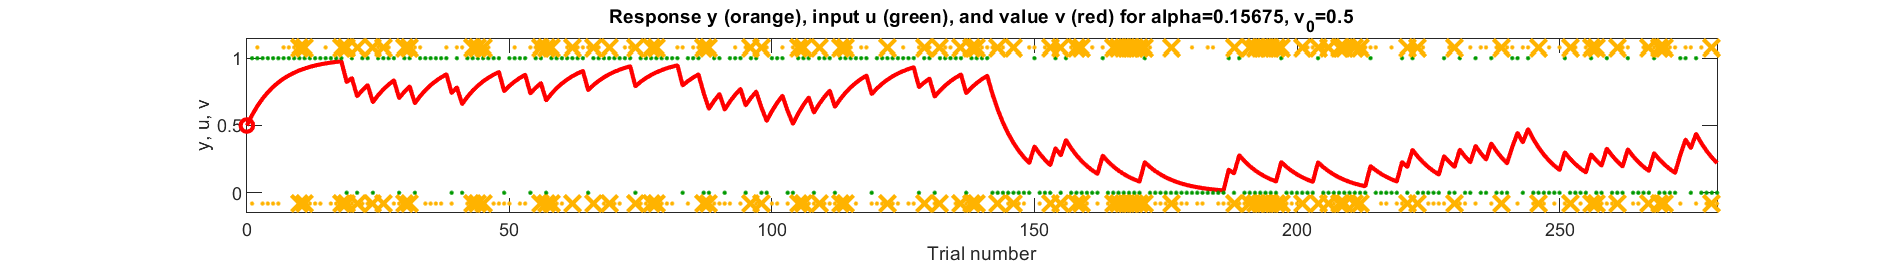 Response y (orange), input u (green), and value v (red) for alpha=0.15675, v0=0.5
y, u, v
1
0.5
0
0 50 100 150 200 250
Trial number